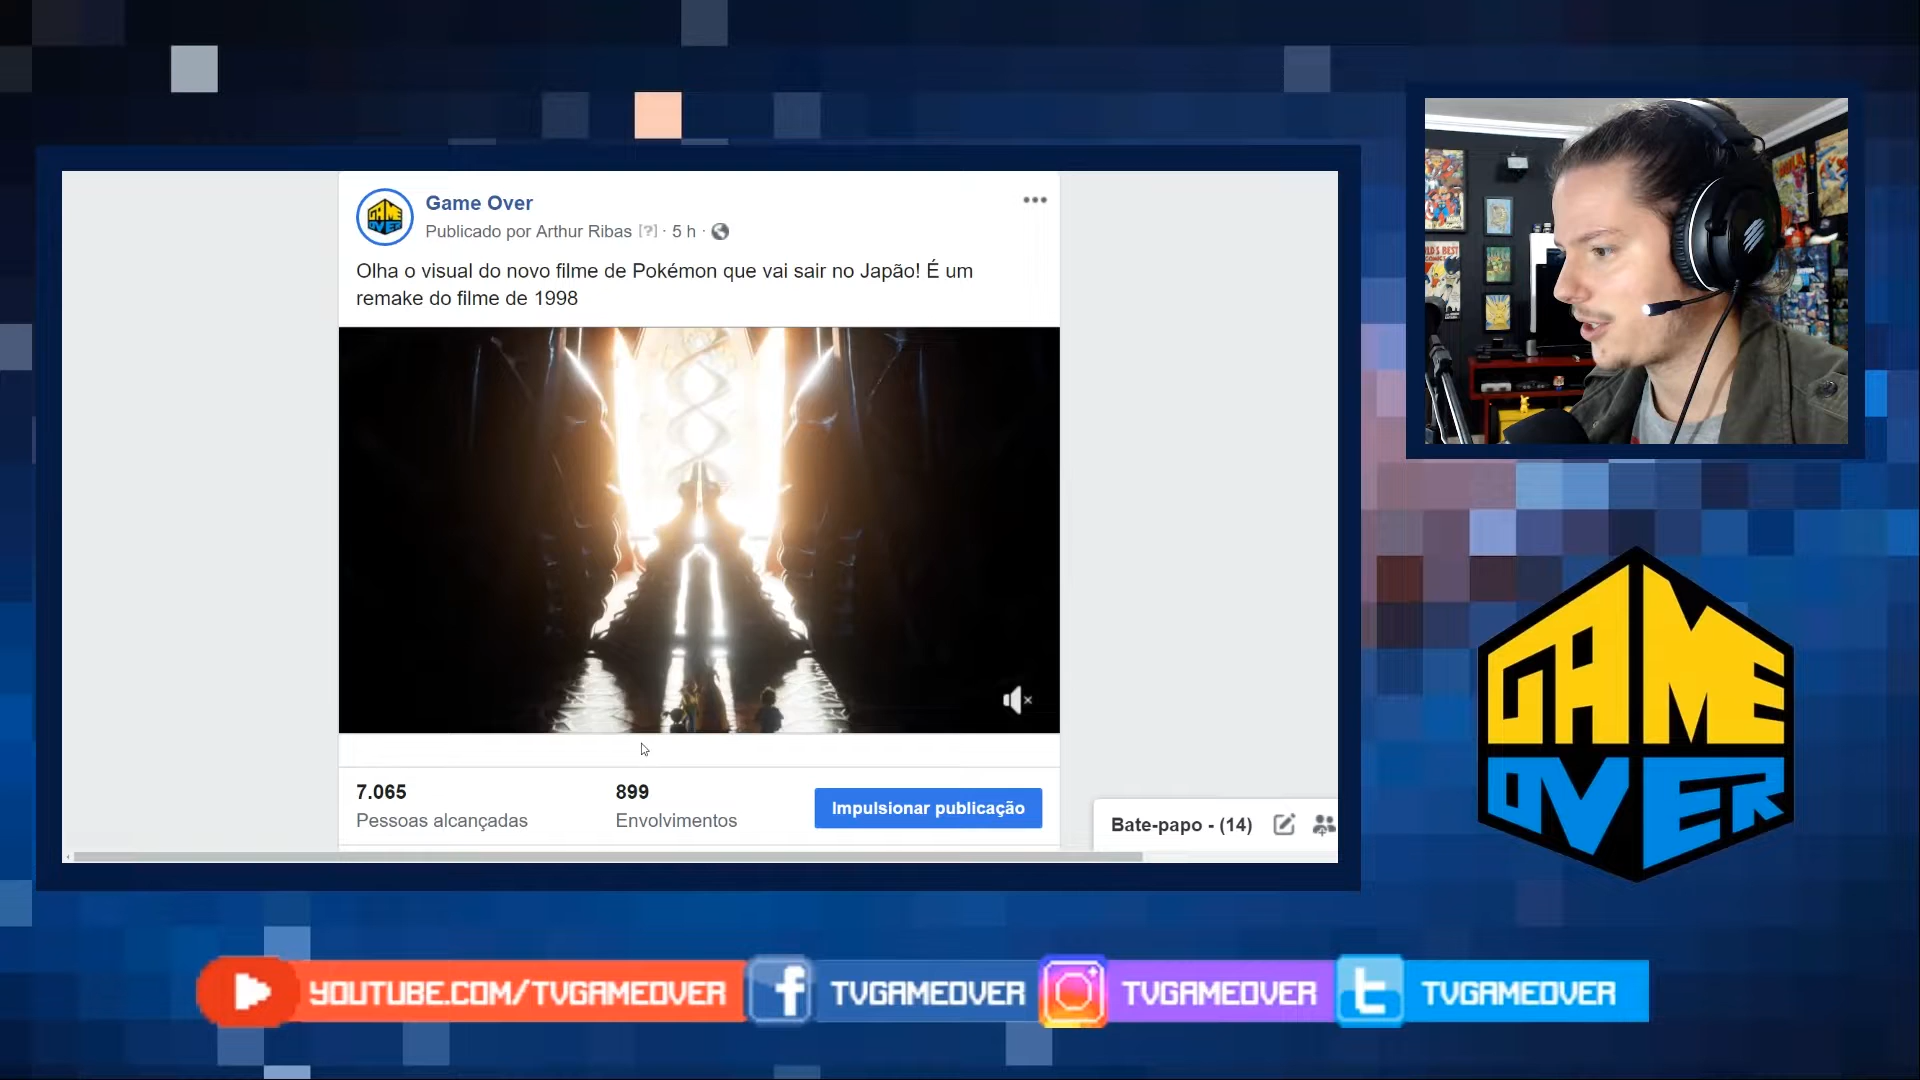 Game Over
Publicado por Arthur Ribas [?] · 5 h ·
Olha o visual do novo filme de Pokémon que vai sair no Japão! É um
remake do filme de 1998
7.065
Pessoas alcançadas
899
Envolvimentos
Impulsionar publicação
Bate-papo - (14)
GAME
OVER
YOUTUBE.COM/TVGAMEOVER
TVGAMEOVER
TVGAMEOVER
TVGAMEOVER